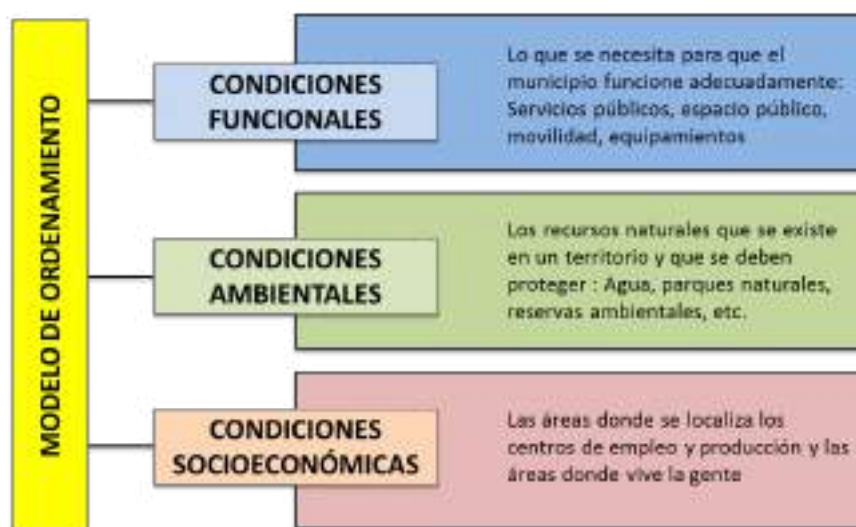 MODELO DE ORDENAMIENTO
CONDICIONES
FUNCIONALES
Lo que se necesita para que el
municipio funcione adecuadamente:
Servicios públicos, espacio público,
movilidad, equipamientos
CONDICIONES
AMBIENTALES
Los recursos naturales que se existe
en un territorio y que se deben
proteger : Agua, parques naturales,
reservas ambientales, etc.
CONDICIONES
SOCIOECONÓMICAS
Las áreas donde se localiza los
centros de empleo y producción y las
áreas donde vive la gente